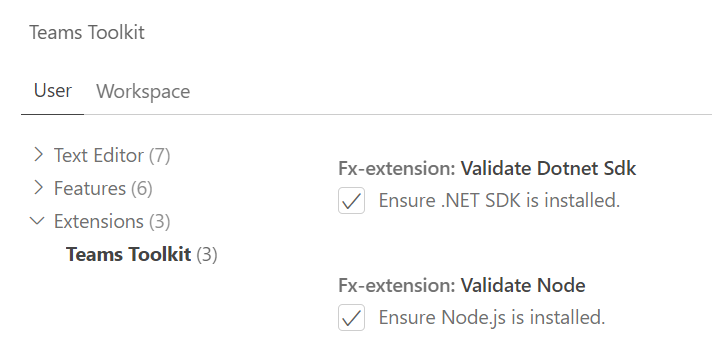 Teams Toolkit
User Workspace
Text Editor (7)
Features (6)
Extensions (3)
Teams Toolkit (3)
Fx-extension: Validate Dotnet Sdk
Ensure .NET SDK is installed.
Fx-extension: Validate Node
Ensure Node.js is installed.